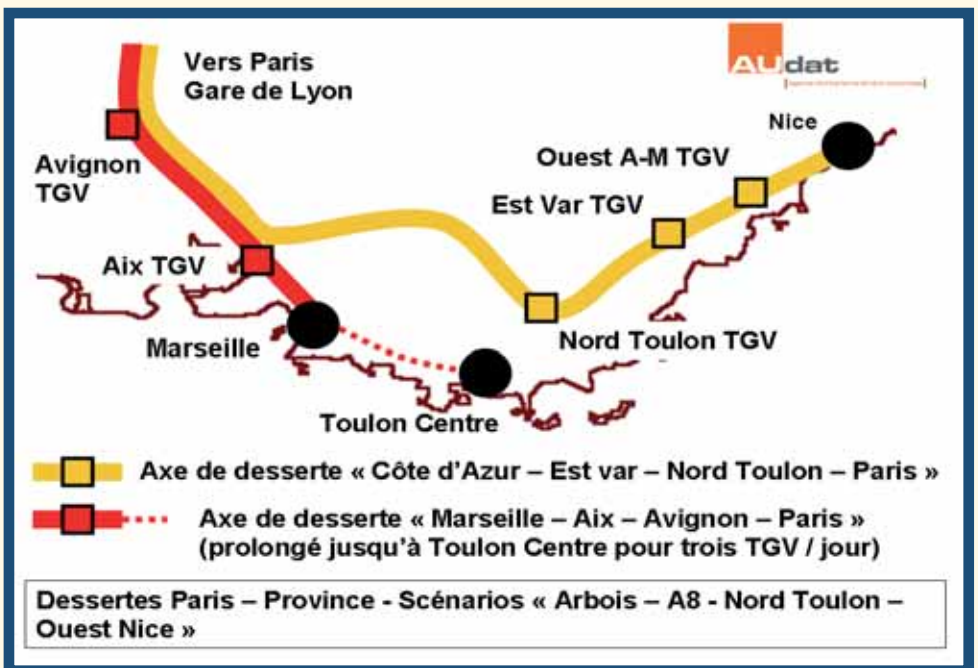 Vers Paris
Gare de Lyon
AUdat
Nice
Avignon
TGV
Ouest A-M TGV
Est Var TGV
Aix TGV
Marseille
Nord Toulon TGV
Toulon Centre
Axe de desserte « Côte d'Azur – Est var – Nord Toulon – Paris »
Axe de desserte « Marseille – Aix – Avignon – Paris »
(prolongé jusqu'à Toulon Centre pour trois TGV / jour)
Dessertes Paris – Province - Scénarios « Arbois – A8 - Nord Toulon –
Ouest Nice »